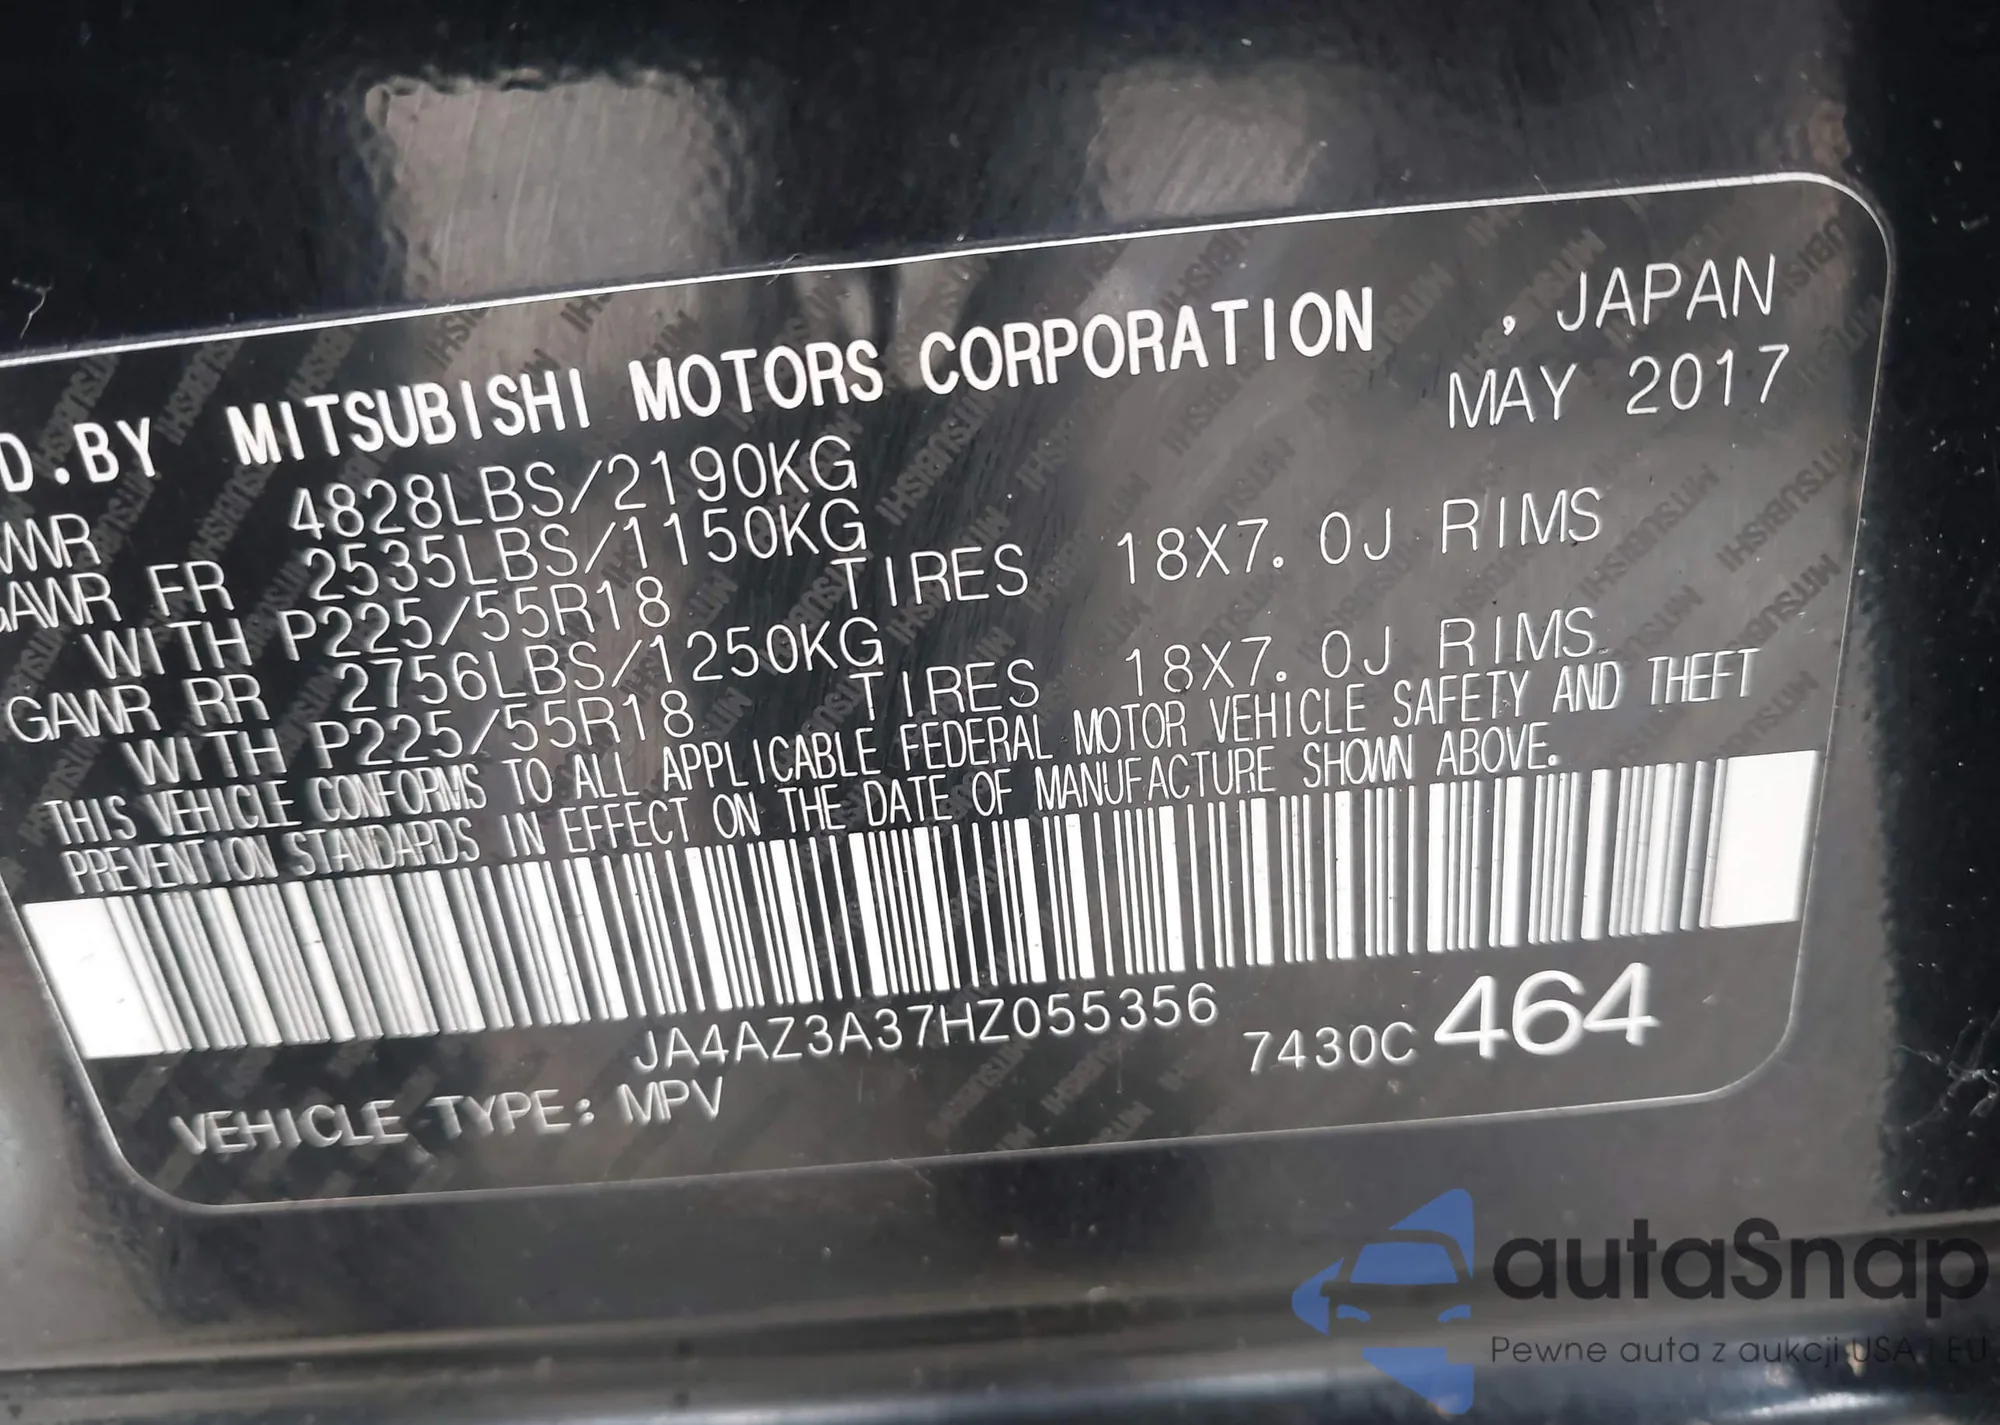 D.BY MITSUBISHI MOTORS CORPORATION , JAPAN
MAY 2017
WR 4828LBS/2190KG
GAWR FR 2535LBS/1150KG
WITH P225/55R18 TIRES 18X7.0J RIMS
GAWR RR 2756LBS/1250KG
WITH P225/55R18 TIRES 18X7.0J RIMS
THIS VEHICLE CONFORMS TO ALL APPLICABLE FEDERAL MOTOR VEHICLE SAFETY AND THEFT
PREVENTION STANDARDS IN EFFECT ON THE DATE OF MANUFACTURE SHOWN ABOVE.
JA4AZ3A37HZ055356 7430C 464
VEHICLE TYPE: MPV
autaSnap
Pewne auta z aukcji USA i EU